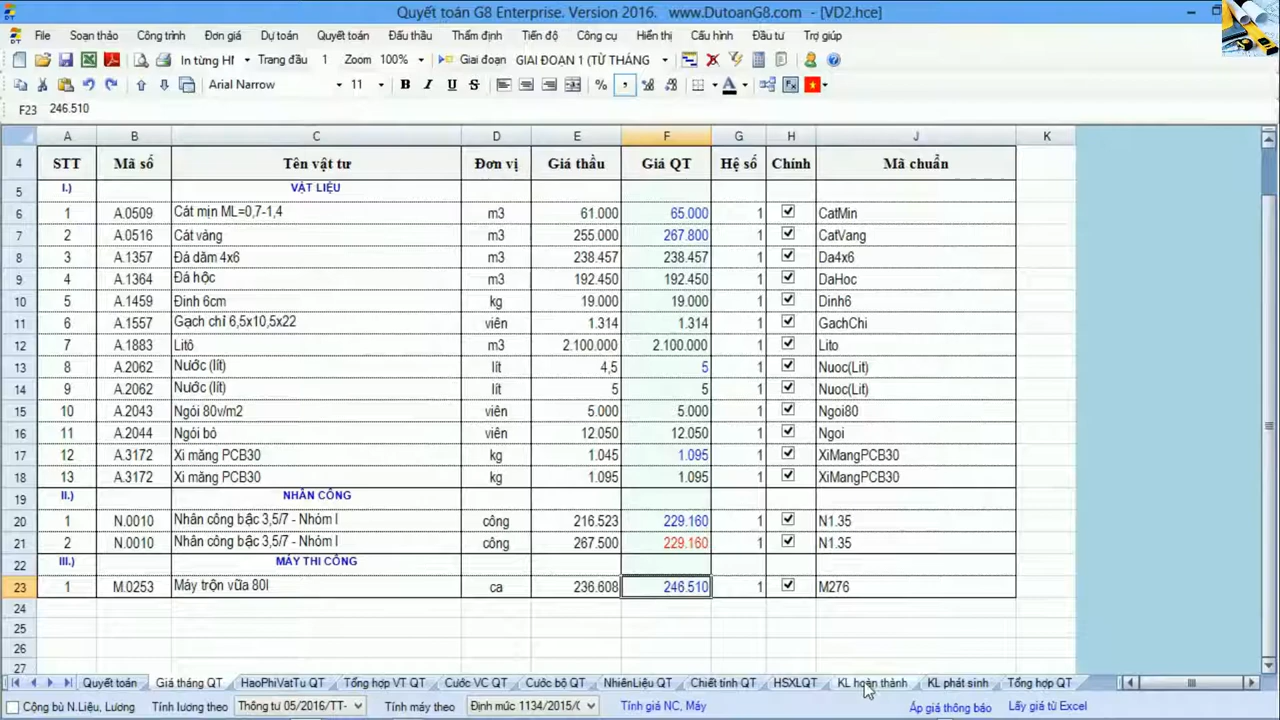 Quyết toán G8 Enterprise. Version 2016. www.DutoanG8.com - [VD2.hce]
File Soạn thảo Công trình Đơn giá Dự toán Quyết toán Đấu thầu Thẩm định Tiến độ Công cụ Hiển thị Cấu hình Đầu tư Trợ giúp
In từng HM Trang đầu 1 Zoom 100% Giai đoạn GIAI ĐOẠN 1 (TỪ THÁNG
Arial Narrow 11 B I U S %
F23 246.510
A B C D E F G H J K
4 STT Mã số Tên vật tư Đơn vị Giá thầu Giá QT Hệ số Chính Mã chuẩn
5 I.) VẬT LIỆU
6 1 A.0509 Cát mịn ML=0,7-1,4 m3 61.000 65.000 1 CatMin
7 2 A.0516 Cát vàng m3 255.000 267.800 1 CatVang
8 3 A.1357 Đá dăm 4x6 m3 238.457 238.457 1 Da4x6
9 4 A.1364 Đá hộc m3 192.450 192.450 1 DaHoc
10 5 A.1459 Đinh 6cm kg 19.000 19.000 1 Dinh6
11 6 A.1557 Gạch chỉ 6,5x10,5x22 viên 1.314 1.314 1 GachChi
12 7 A.1883 Litô m3 2.100.000 2.100.000 1 Lito
13 8 A.2062 Nước (lít) lít 4,5 5 1 Nuoc(Lit)
14 9 A.2062 Nước (lít) lít 5 5 1 Nuoc(Lit)
15 10 A.2043 Ngói 80v/m2 viên 5.000 5.000 1 Ngoi80
16 11 A.2044 Ngói bò viên 12.050 12.050 1 Ngoi
17 12 A.3172 Xi măng PCB30 kg 1.045 1.095 1 XiMangPCB30
18 13 A.3172 Xi măng PCB30 kg 1.095 1.095 1 XiMangPCB30
19 II.) NHÂN CÔNG
20 1 N.0010 Nhân công bậc 3,5/7 - Nhóm I công 216.523 229.160 1 N1.35
21 2 N.0010 Nhân công bậc 3,5/7 - Nhóm I công 267.500 229.160 1 N1.35
22 III.) MÁY THI CÔNG
23 1 M.0253 Máy trộn vữa 80l ca 236.608 246.510 1 M276
24
25
26
27
Quyết toán Giá tháng QT HaoPhiVatTu QT Tổng hợp VT QT Cước VC QT Cước bộ QT NhiênLiệu QT Chiết tính QT HSXLQT KL hoàn thành KL phát sinh Tổng hợp QT
Công bù N.Liệu, Lương Tính lương theo Thông tư 05/2016/TT- Tính máy theo Định mức 1134/2015/ Tính giá NC, Máy Áp giá thông báo Lấy giá từ Excel